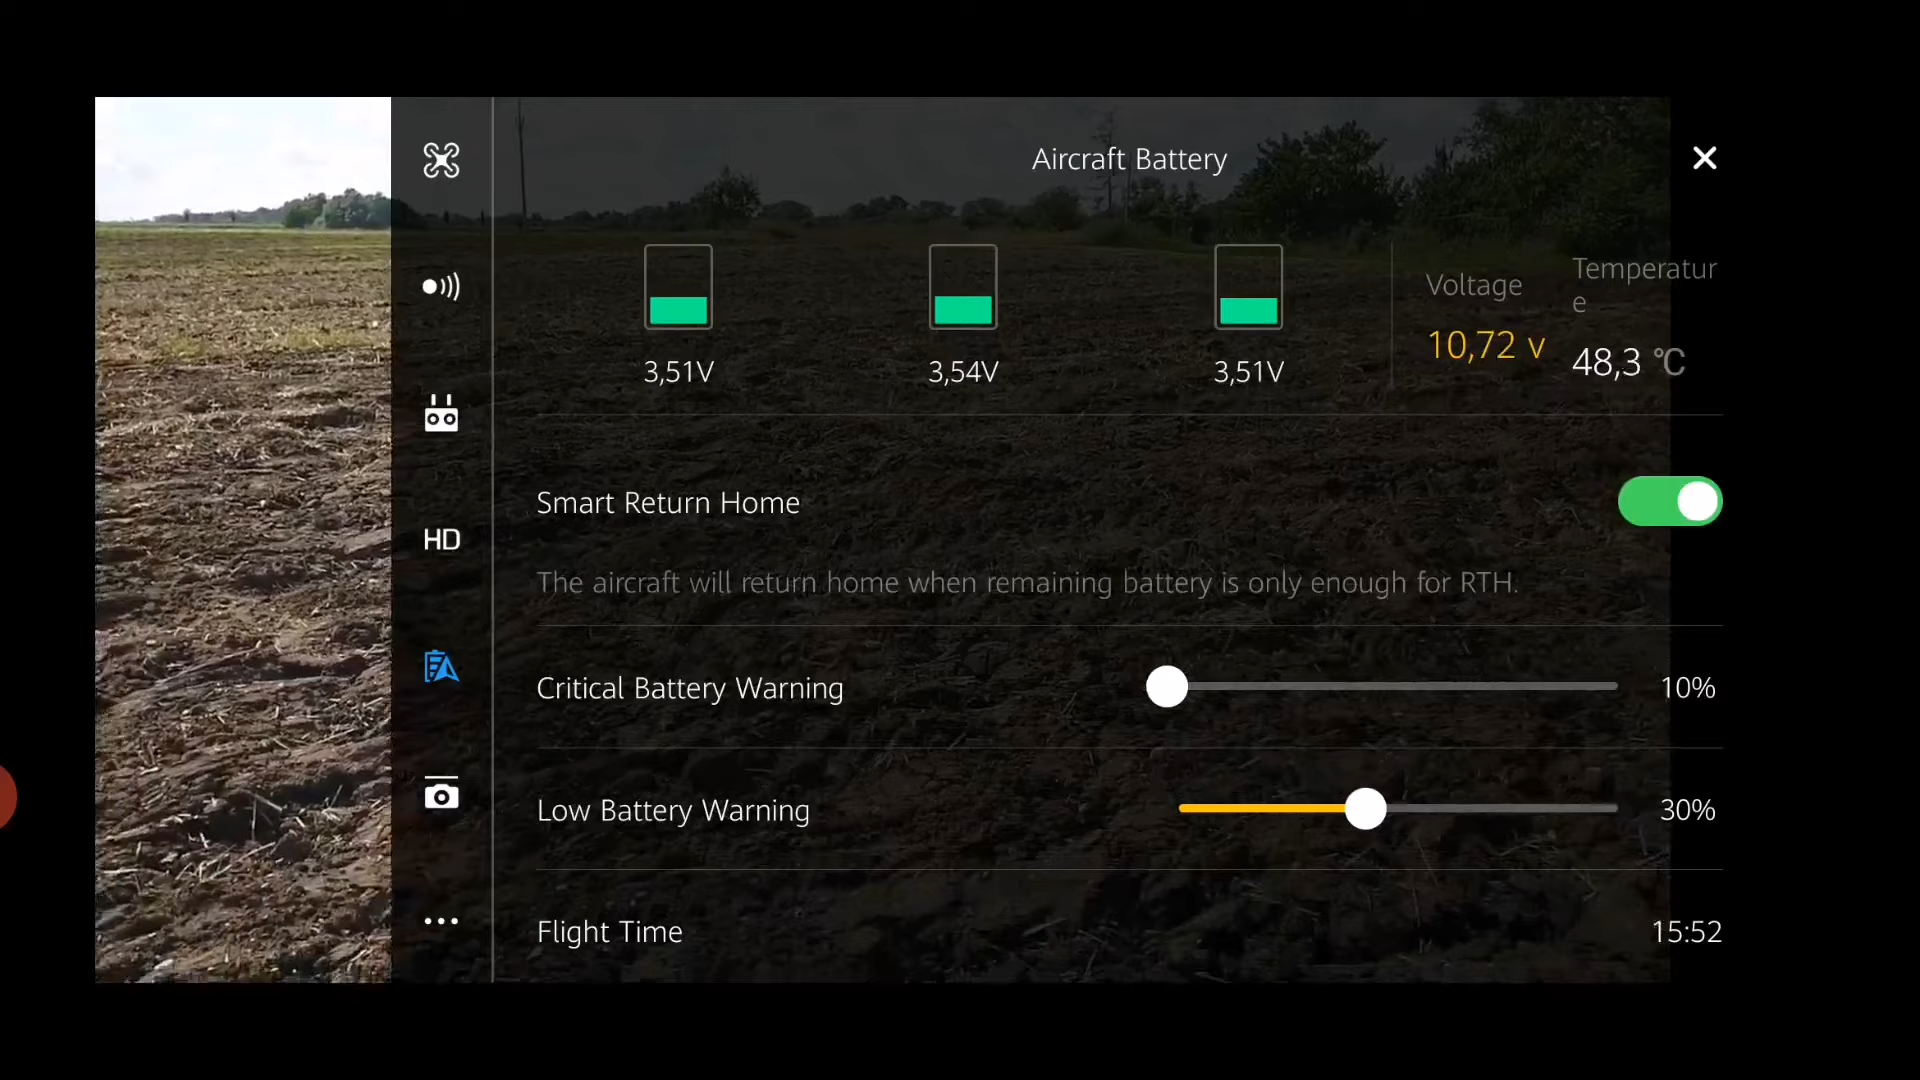 Aircraft Battery
Voltage
Temperatur
e
10,72 v
48,3 °C
3,51V
3,54V
3,51V
Smart Return Home
The aircraft will return home when remaining battery is only enough for RTH.
HD
Critical Battery Warning
10%
Low Battery Warning
30%
Flight Time
15:52